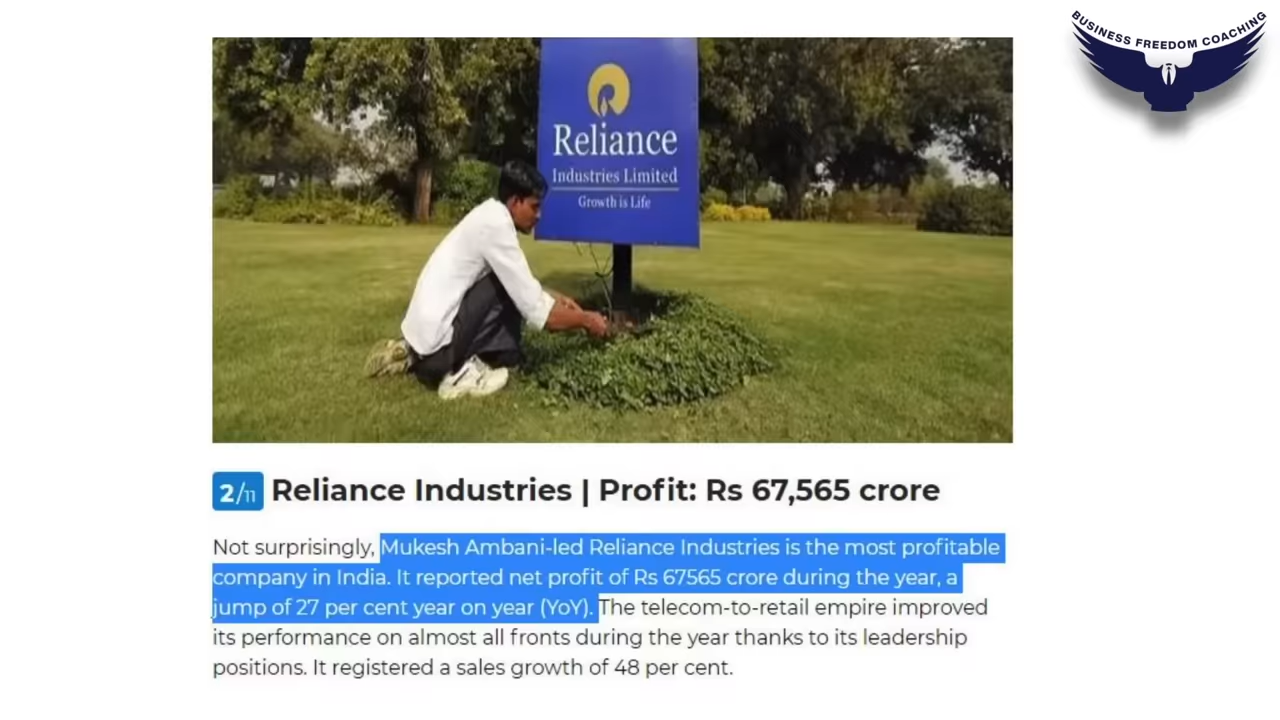 BUSINESS FREEDOM COACHING
Reliance
Industries Limited
Growth is Life
2/11 Reliance Industries | Profit: Rs 67,565 crore
Not surprisingly, Mukesh Ambani-led Reliance Industries is the most profitable
company in India. It reported net profit of Rs 67565 crore during the year, a
jump of 27 per cent year on year (YoY). The telecom-to-retail empire improved
its performance on almost all fronts during the year thanks to its leadership
positions. It registered a sales growth of 48 per cent.